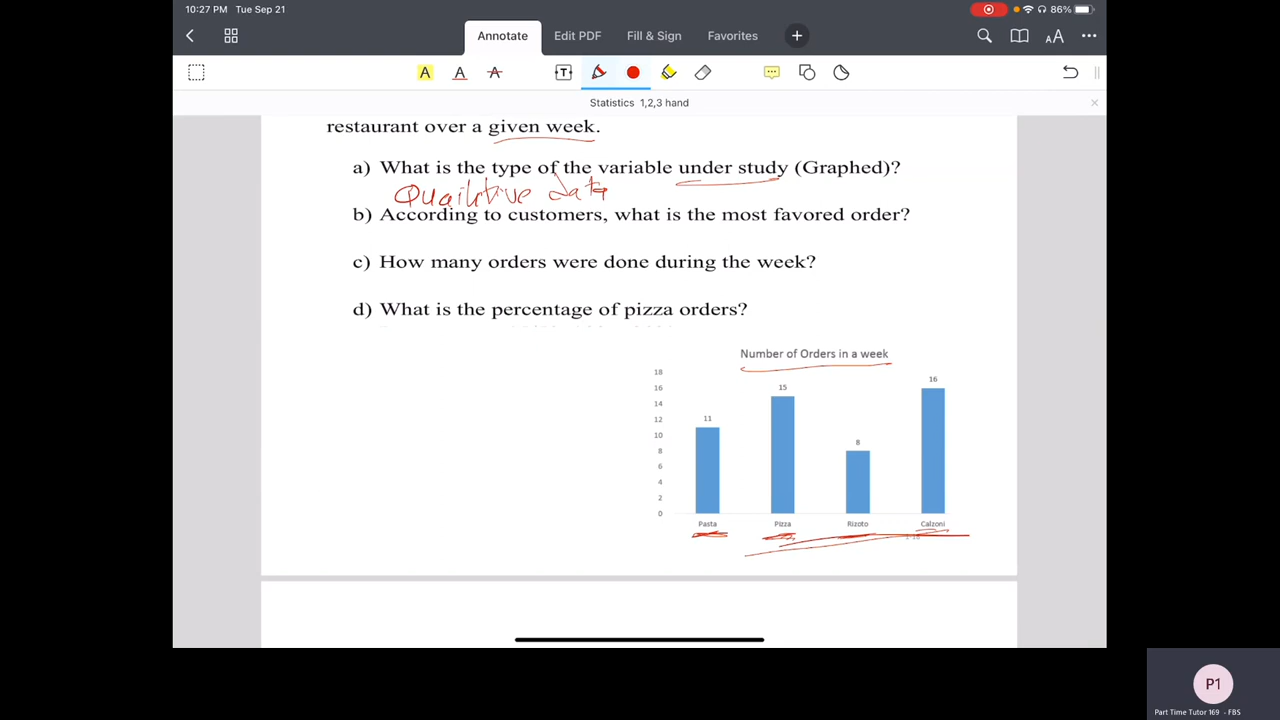 10:27 PM Tue Sep 21
86%
Annotate Edit PDF Fill & Sign Favorites
A A A T AA
Statistics 1,2,3 hand
restaurant over a given week.
a) What is the type of the variable under study (Graphed)?
Quailtive data
b) According to customers, what is the most favored order?
c) How many orders were done during the week?
d) What is the percentage of pizza orders?
Number of Orders in a week
18
16
14
12
10
8
6
4
2
0
11 15 8 16
Pasta Pizza Rizoto Calzoni
P1
Part Time Tutor 169 - FBS